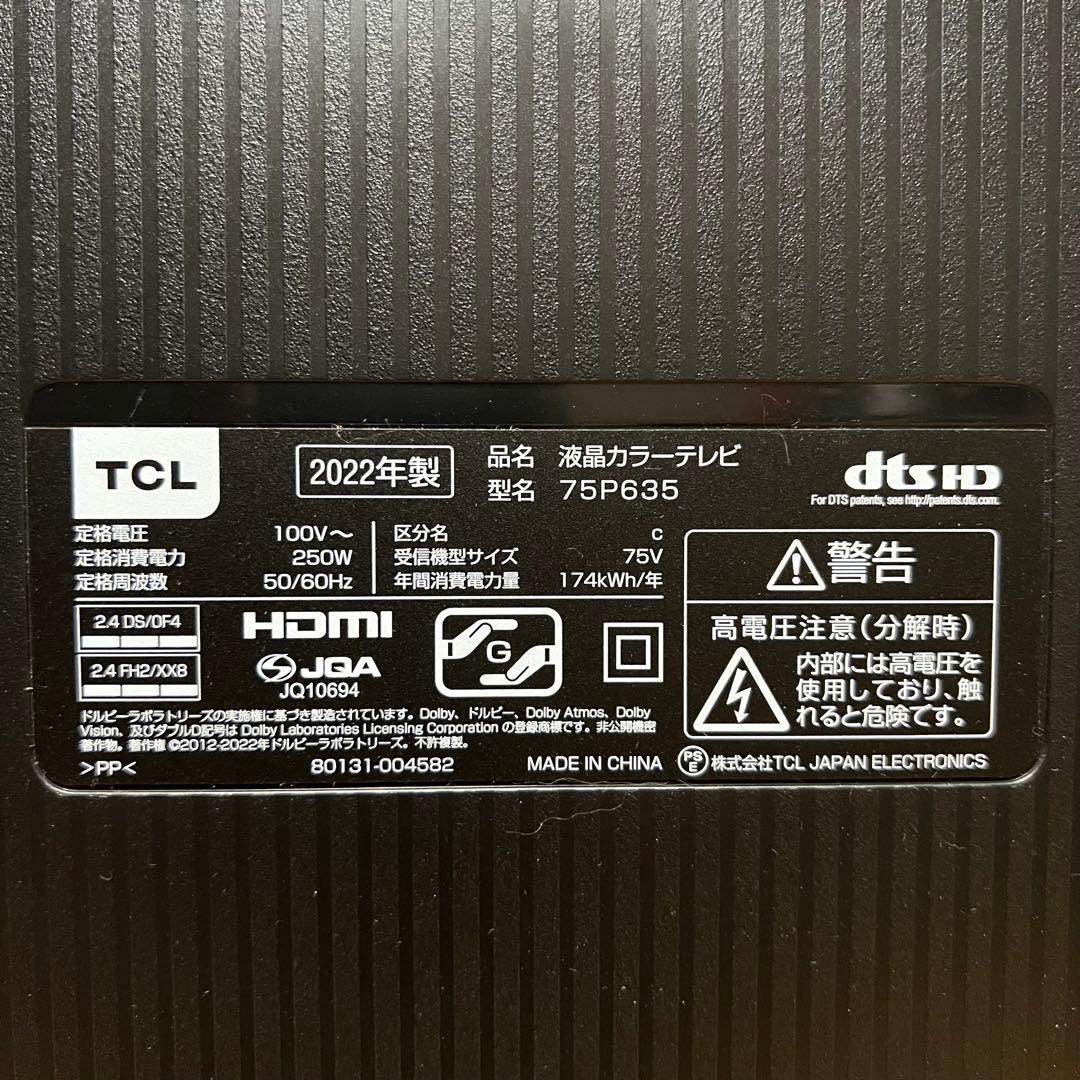 TCL
2022年製
品名 液晶カラーテレビ
型名 75P635
dts HD
For DTS patents, see http://patents.dts.com.
定格電圧 100V～
定格消費電力 250W
定格周波数 50/60Hz
区分名 C
受信機型サイズ 75V
年間消費電力量 174kWh/年
2.4 DS/OF4
2.4 FH2/XX8
HDMI
JQA
JQ10694
G
警告
高電圧注意(分解時)
内部には高電圧を
使用しており、触
れると危険です。
ドルビーラボラトリーズの実施権に基づき製造されています。Dolby、ドルビー、Dolby Atmos、Dolby
Vision、及びダブルD記号は Dolby Laboratories Licensing Corporation の登録商標です。非公開機密
著作物。著作権 ©2012-2022年ドルビーラボラトリーズ。不許複製。
>PP< 80131-004582 MADE IN CHINA
PSE 株式会社TCL JAPAN ELECTRONICS